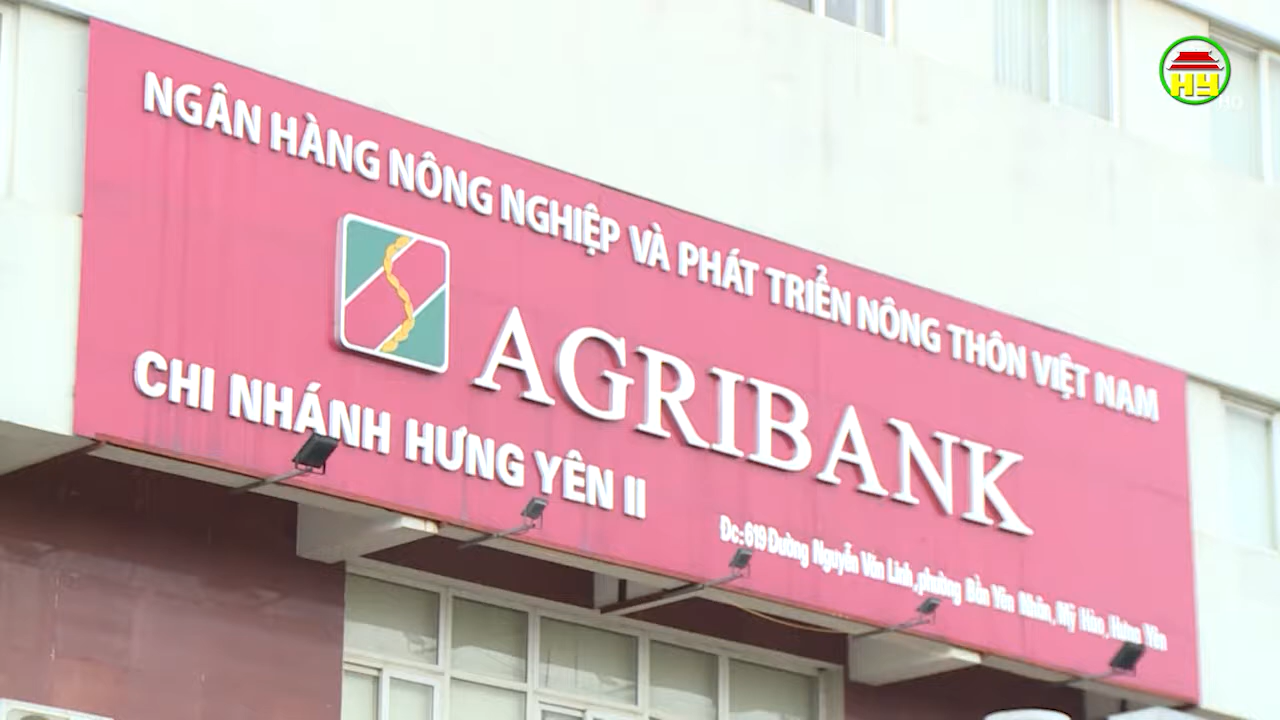 NGÂN HÀNG NÔNG NGHIỆP VÀ PHÁT TRIỂN NÔNG THÔN VIỆT NAM
AGRIBANK
CHI NHÁNH HƯNG YÊN II
Đc: 619 Đường Nguyễn Văn Linh, phường Bần Yên Nhân, Mỹ Hào, Hưng Yên
HY